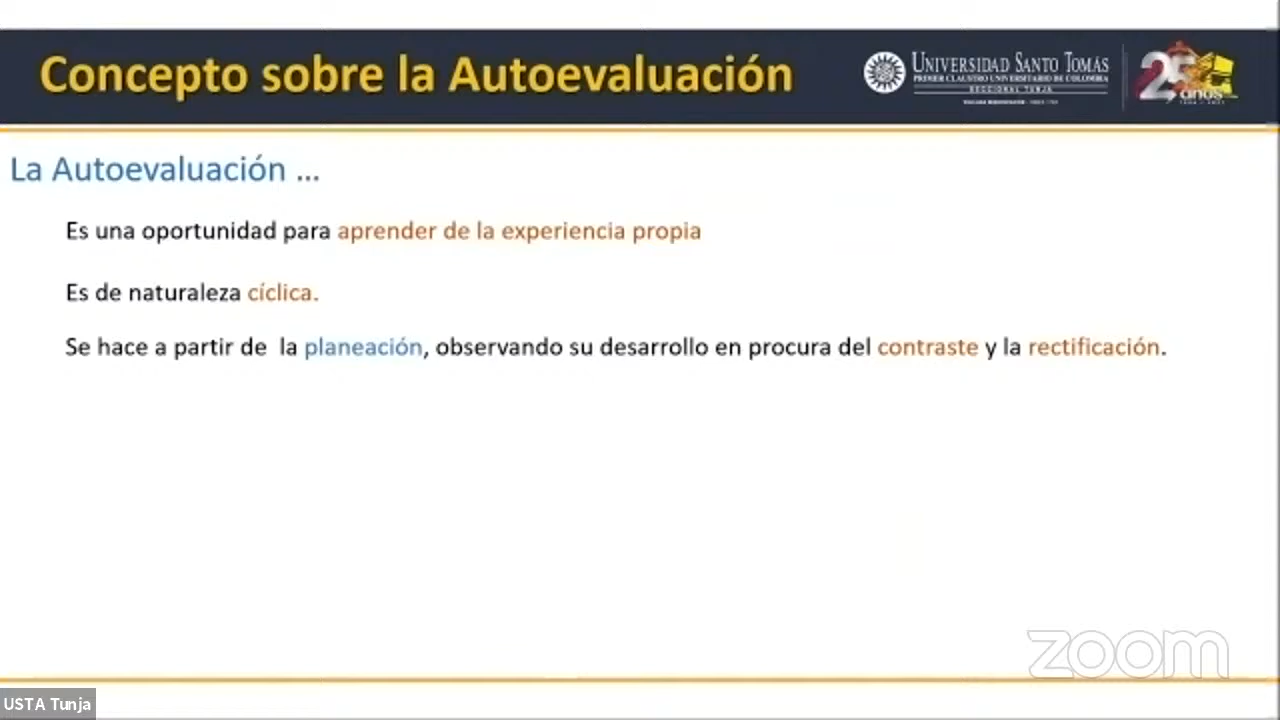 Concepto sobre la Autoevaluación
UNIVERSIDAD SANTO TOMÁS
PRIMER CLAUSTRO UNIVERSITARIO DE COLOMBIA
SECCIONAL TUNJA
25 años
La Autoevaluación ...
Es una oportunidad para aprender de la experiencia propia
Es de naturaleza cíclica.
Se hace a partir de la planeación, observando su desarrollo en procura del contraste y la rectificación.
zoom
USTA Tunja